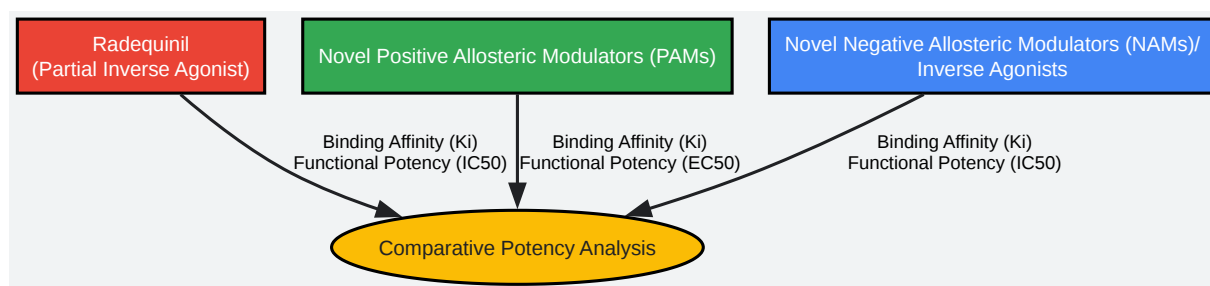 Radequinil
(Partial Inverse Agonist)
Novel Positive Allosteric Modulators (PAMs)
Novel Negative Allosteric Modulators (NAMs)/
Inverse Agonists
Binding Affinity (Ki)
Functional Potency (IC50)
Binding Affinity (Ki)
Functional Potency (EC50)
Binding Affinity (Ki)
Functional Potency (IC50)
Comparative Potency Analysis